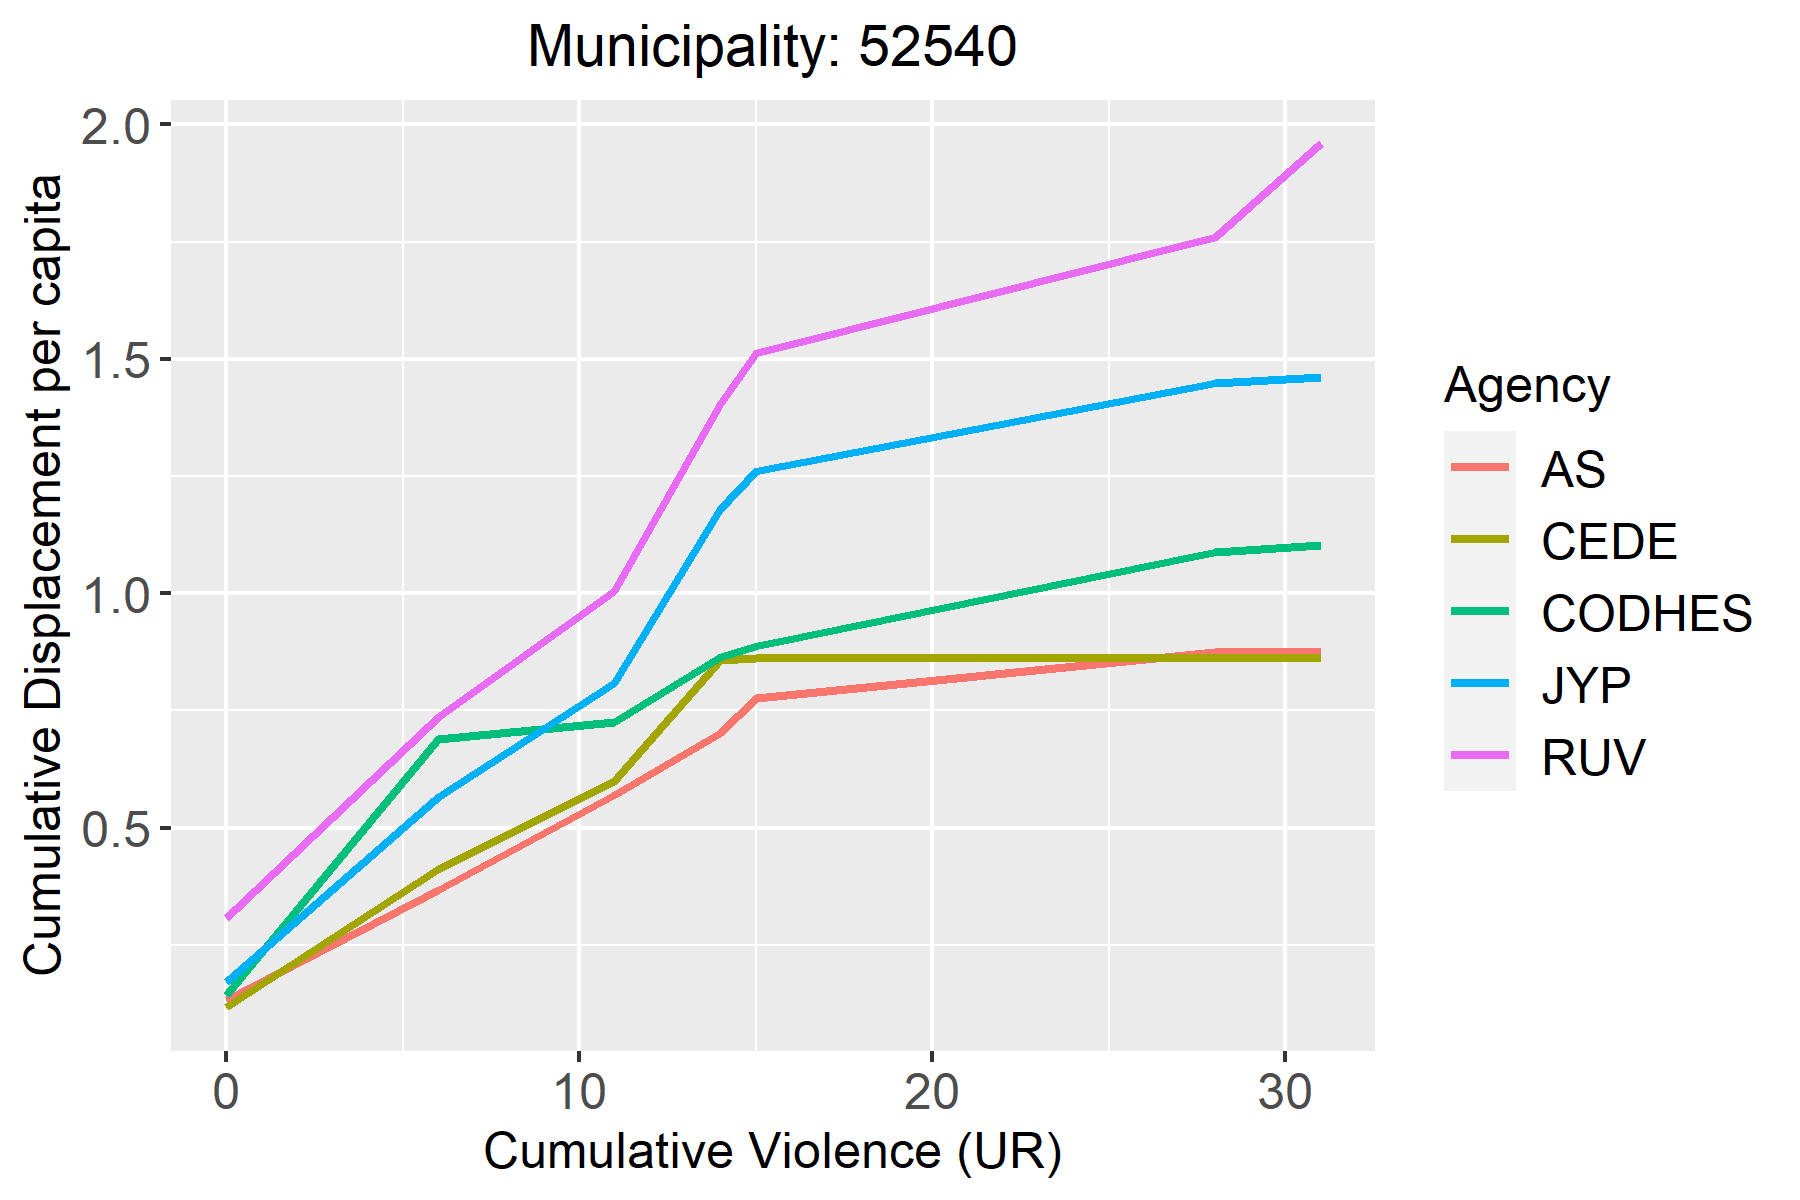 Municipality: 52540
Cumulative Displacement per capita
2.0
1.5
1.0
0.5
0
10
20
30
Cumulative Violence (UR)
Agency
AS
CEDE
CODHES
JYP
RUV